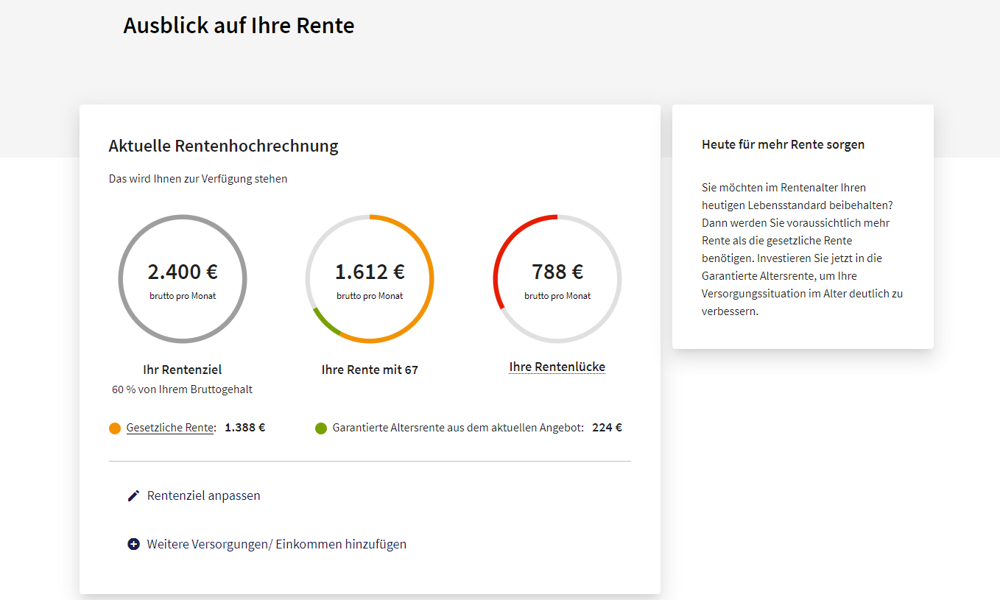 Ausblick auf Ihre Rente
Aktuelle Rentenhochrechnung
Das wird Ihnen zur Verfügung stehen
2.400 €
brutto pro Monat
Ihr Rentenziel
60 % von Ihrem Bruttogehalt
1.612 €
brutto pro Monat
Ihre Rente mit 67
788 €
brutto pro Monat
Ihre Rentenlücke
Gesetzliche Rente: 1.388 €
Garantierte Altersrente aus dem aktuellen Angebot: 224 €
Rentenziel anpassen
Weitere Versorgungen/ Einkommen hinzufügen
Heute für mehr Rente sorgen
Sie möchten im Rentenalter Ihren
heutigen Lebensstandard beibehalten?
Dann werden Sie voraussichtlich mehr
Rente als die gesetzliche Rente
benötigen. Investieren Sie jetzt in die
Garantierte Altersrente, um Ihre
Versorgungssituation im Alter deutlich zu
verbessern.